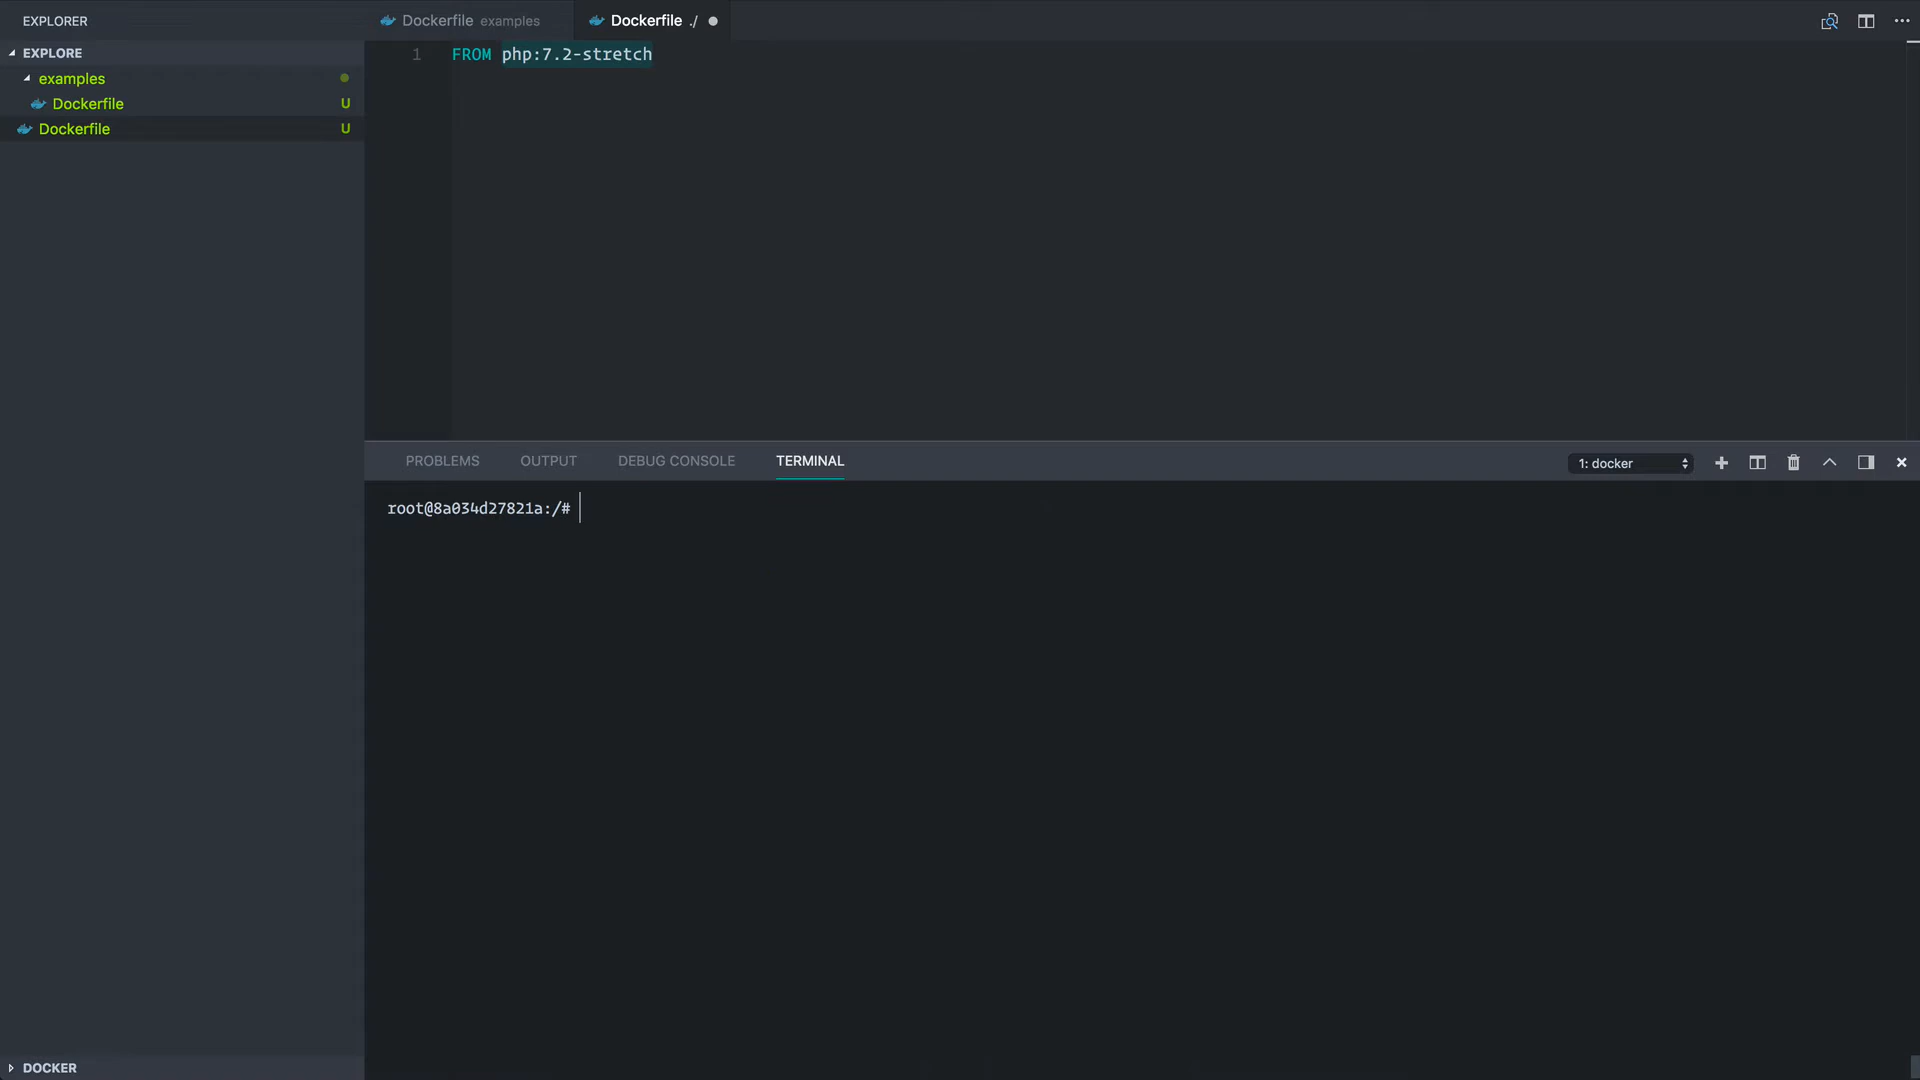 EXPLORER
EXPLORE
examples
Dockerfile U
Dockerfile U
DOCKER
Dockerfile examples
Dockerfile ./
1 FROM php:7.2-stretch
PROBLEMS OUTPUT DEBUG CONSOLE TERMINAL
1: docker
root@8a034d27821a:/#